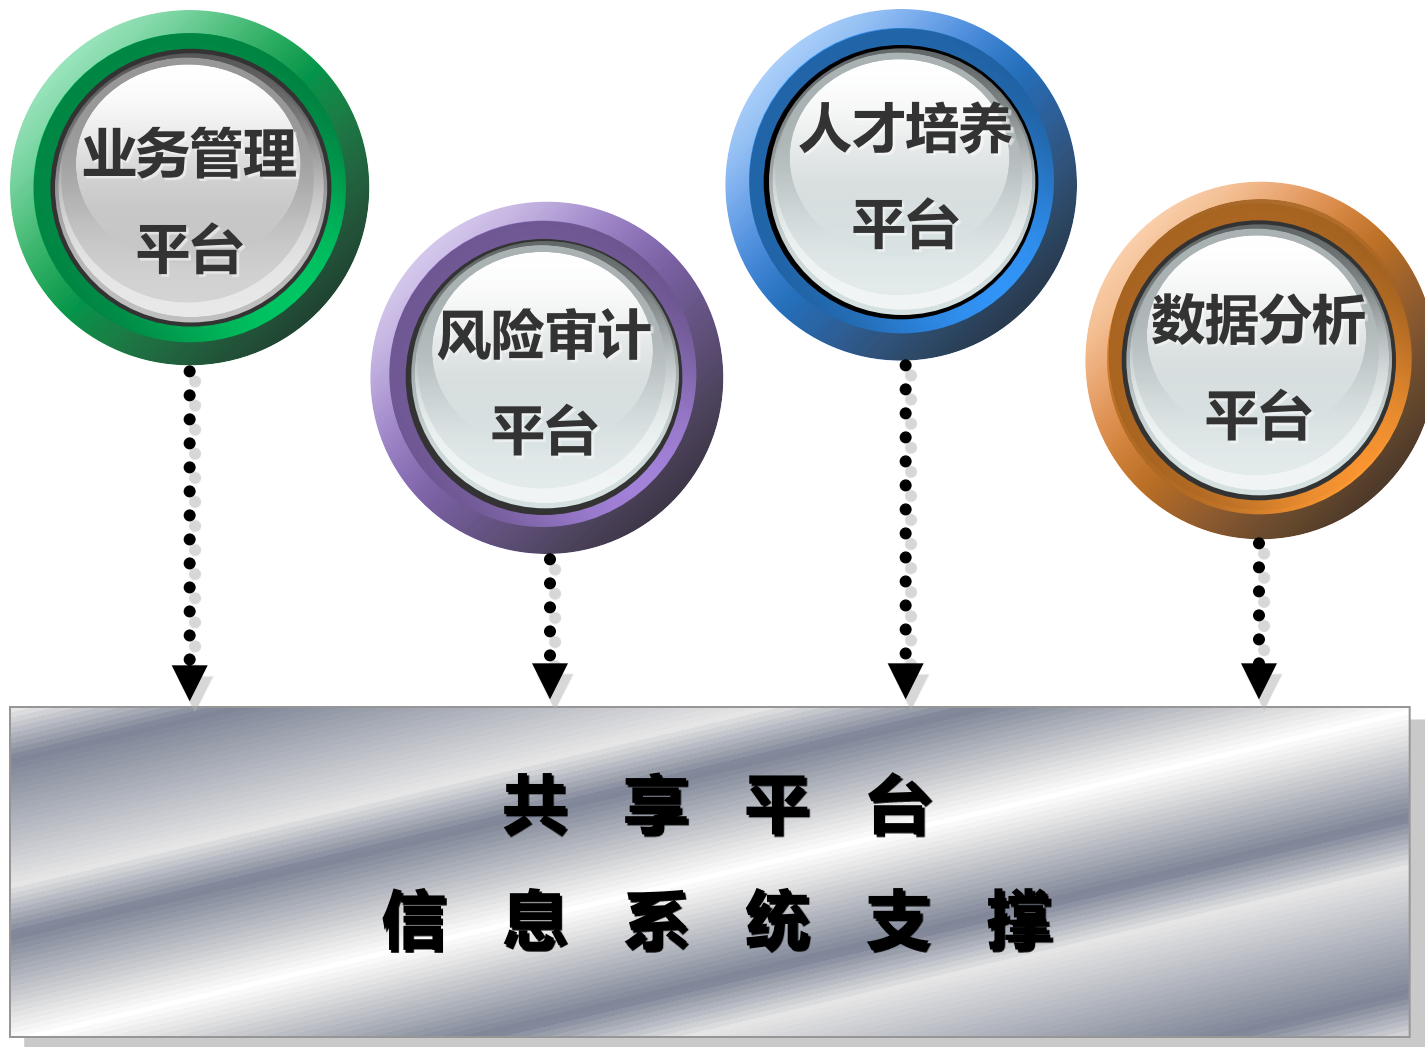 业务管理
平台
风险审计
平台
人才培养
平台
数据分析
平台
共享平台
信息系统支撑